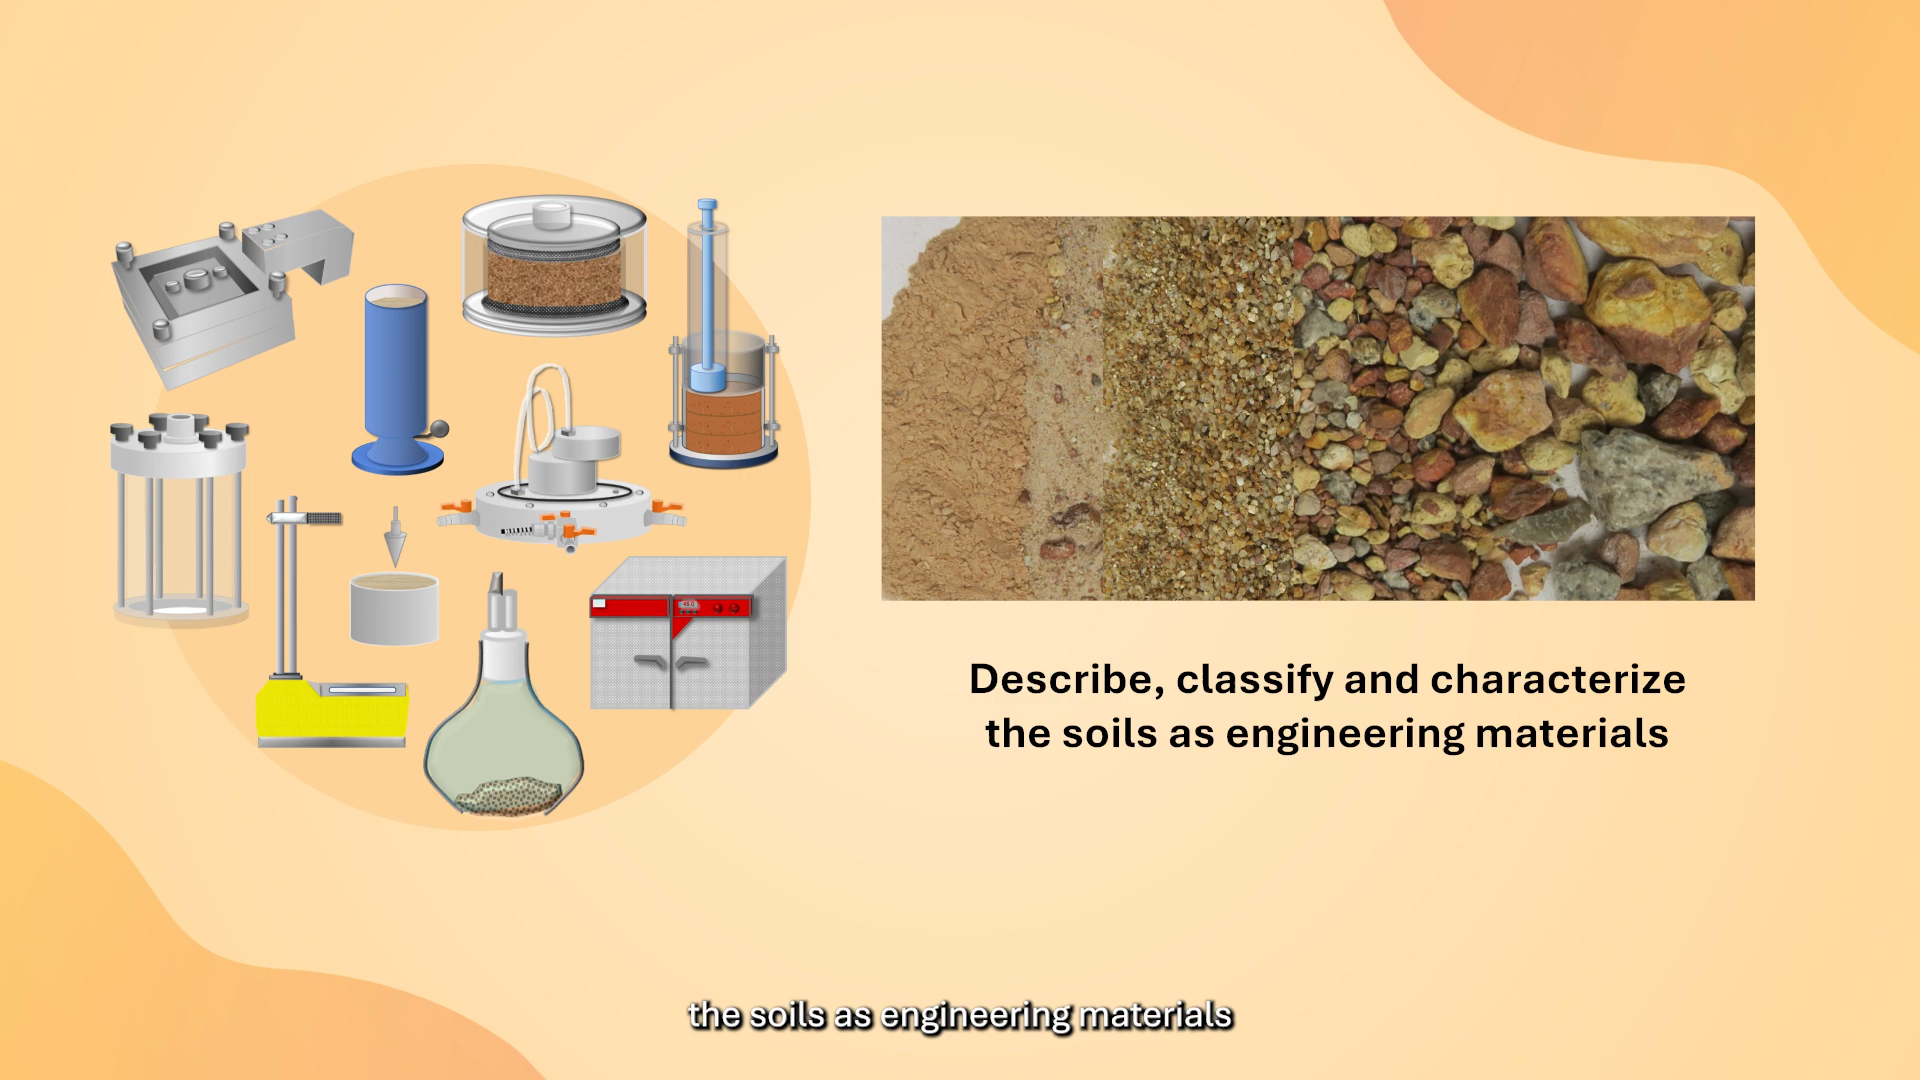 Describe, classify and characterize
the soils as engineering materials
the soils as engineering materials